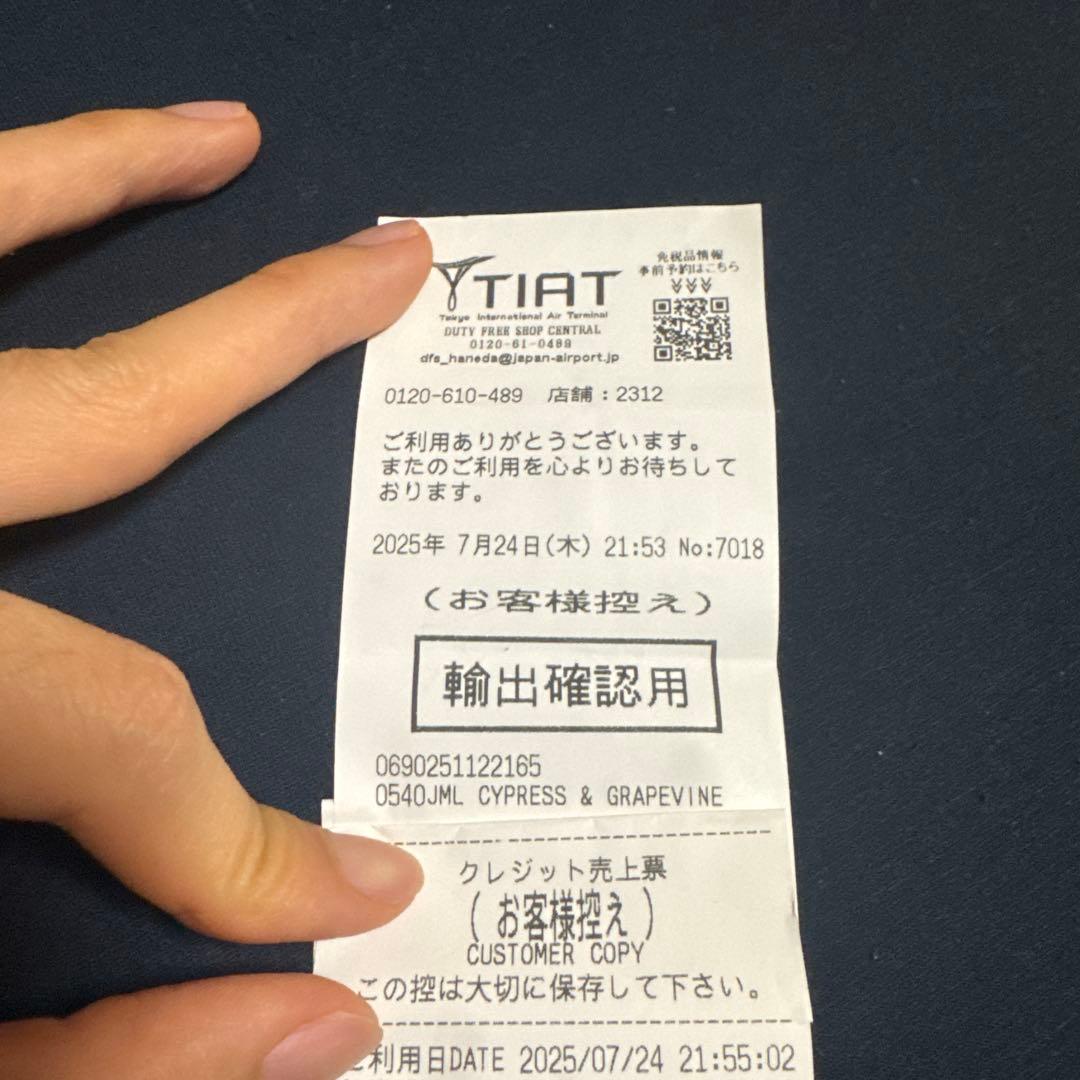 TIAT
Tokyo International Air Terminal
DUTY FREE SHOP CENTRAL
0120-61-0489
dfs_haneda@japan-airport.jp
免税品情報
事前予約はこちら
0120-610-489 店舗：2312
ご利用ありがとうございます。
またのご利用を心よりお待ちして
おります。
2025年 7月24日(木) 21:53 No:7018
(お客様控え)
輸出確認用
0690251122165
0540JML CYPRESS & GRAPEVINE
クレジット売上票
(お客様控え)
CUSTOMER COPY
この控は大切に保存して下さい。
利用日DATE 2025/07/24 21:55:02